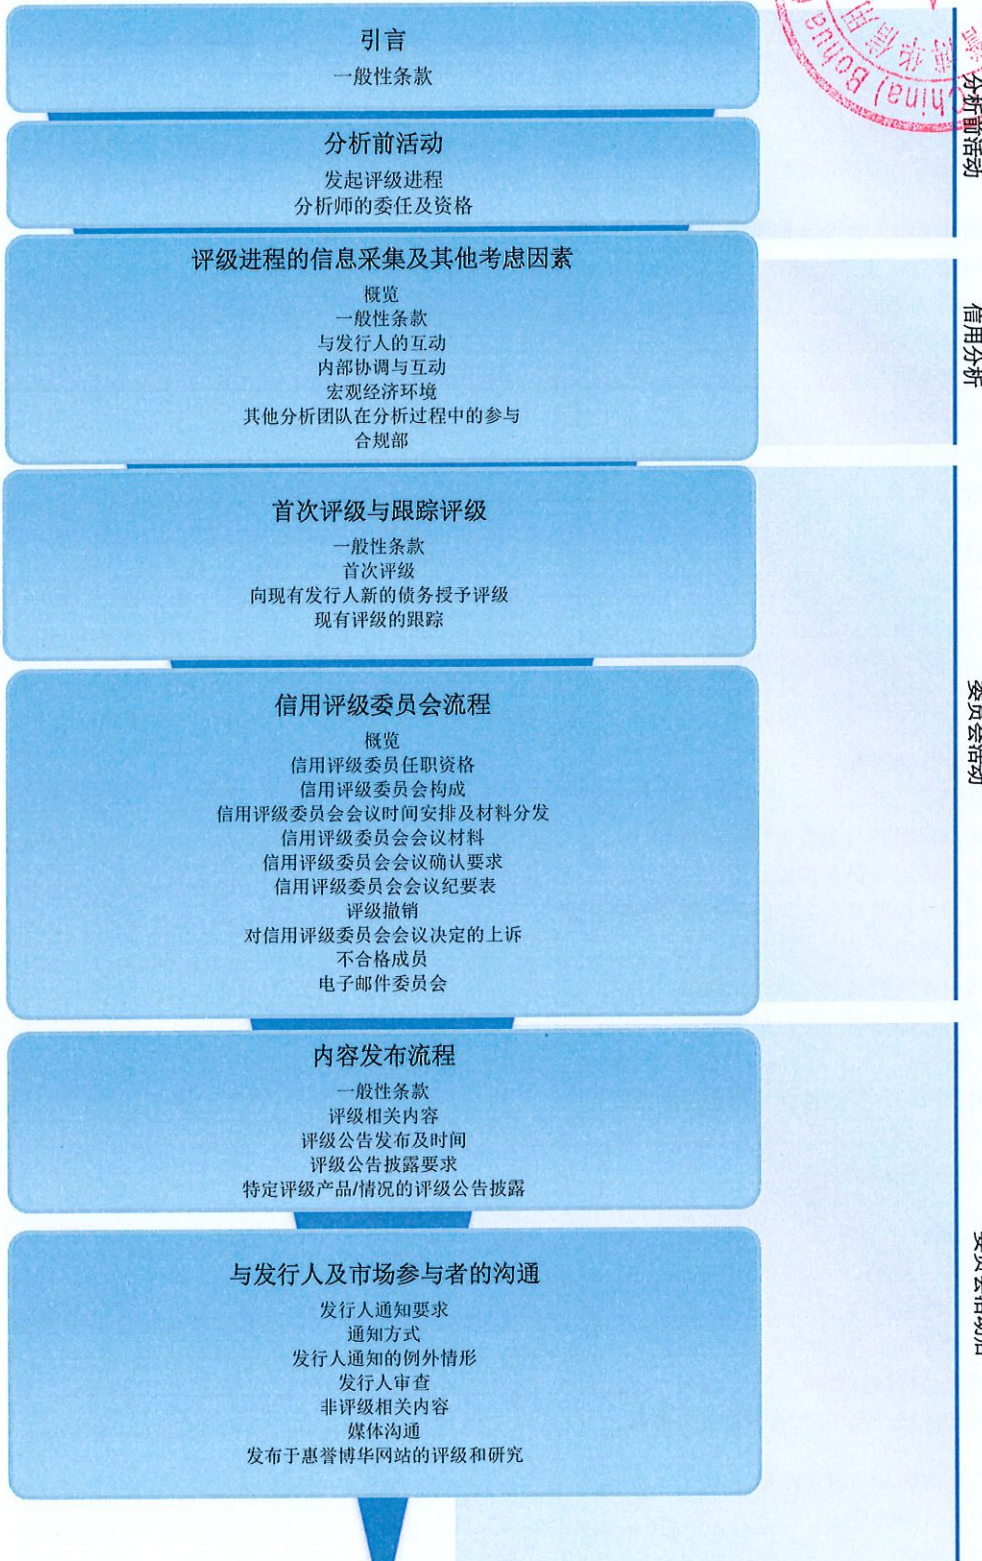 引言
一般性条款
分析前活动
发起评级进程
分析师的委任及资格
评级进程的信息采集及其他考虑因素
概览
一般性条款
与发行人的互动
内部协调与互动
宏观经济环境
其他分析团队在分析过程中的参与
合规部
首次评级与跟踪评级
一般性条款
首次评级
向现有发行人新的债务授予评级
现有评级的跟踪
信用评级委员会流程
概览
信用评级委员任职资格
信用评级委员会构成
信用评级委员会会议时间安排及材料分发
信用评级委员会会议材料
信用评级委员会会议确认要求
信用评级委员会会议纪要表
评级撤销
对信用评级委员会会议决定的上诉
不合格成员
电子邮件委员会
内容发布流程
一般性条款
评级相关内容
评级公告发布及时间
评级公告披露要求
特定评级产品/情况的评级公告披露
与发行人及市场参与者的沟通
发行人通知要求
通知方式
发行人通知的例外情形
发行人审查
非评级相关内容
媒体沟通
发布于惠誉博华网站的评级和研究
分析前活动
信用分析
委员会活动
委员会活动后
(China) Bohua
博华信用